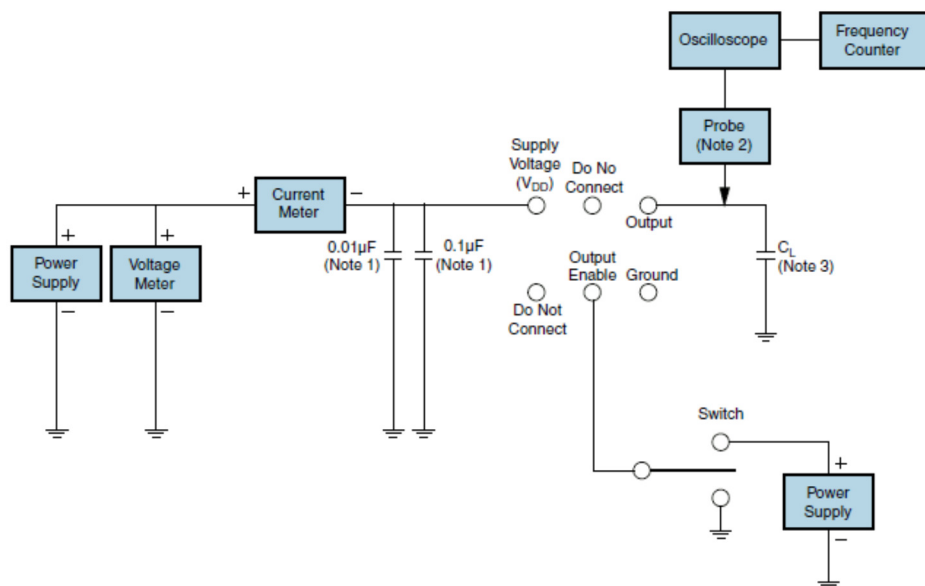 Oscilloscope
Frequency
Counter
Probe
(Note 2)
Supply
Voltage
(VDD)
Do No
Connect
Output
+
Current
Meter
−
0.01µF
(Note 1)
0.1µF
(Note 1)
CL
(Note 3)
+
Power
Supply
−
+
Voltage
Meter
−
Output
Enable
Ground
Do Not
Connect
Switch
+
Power
Supply
−